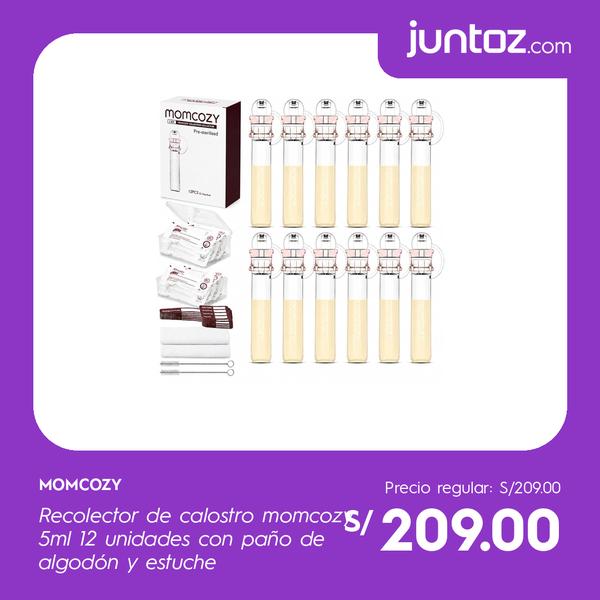 juntoz.com
momcozy
Pre-sterilised
MOMCOZY
Precio regular: S/209.00
Recolector de calostro momcozy
5ml 12 unidades con paño de
algodón y estuche
S/ 209.00